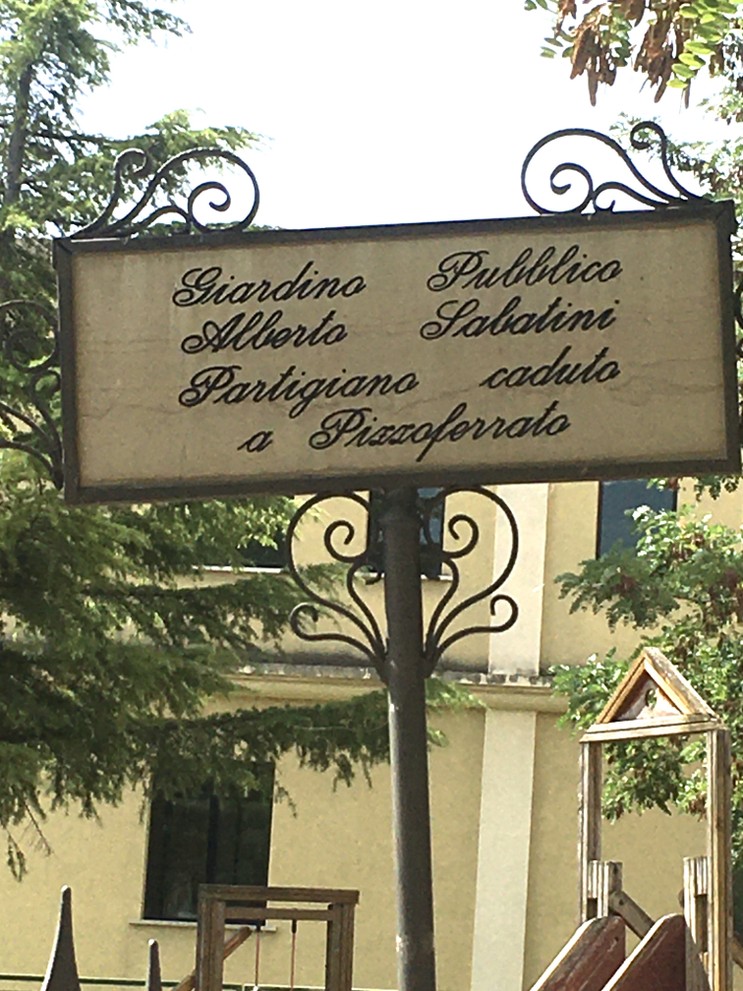 Giardino Pubblico
Alberto Sabatini
Partigiano caduto
a Pizzoferrato